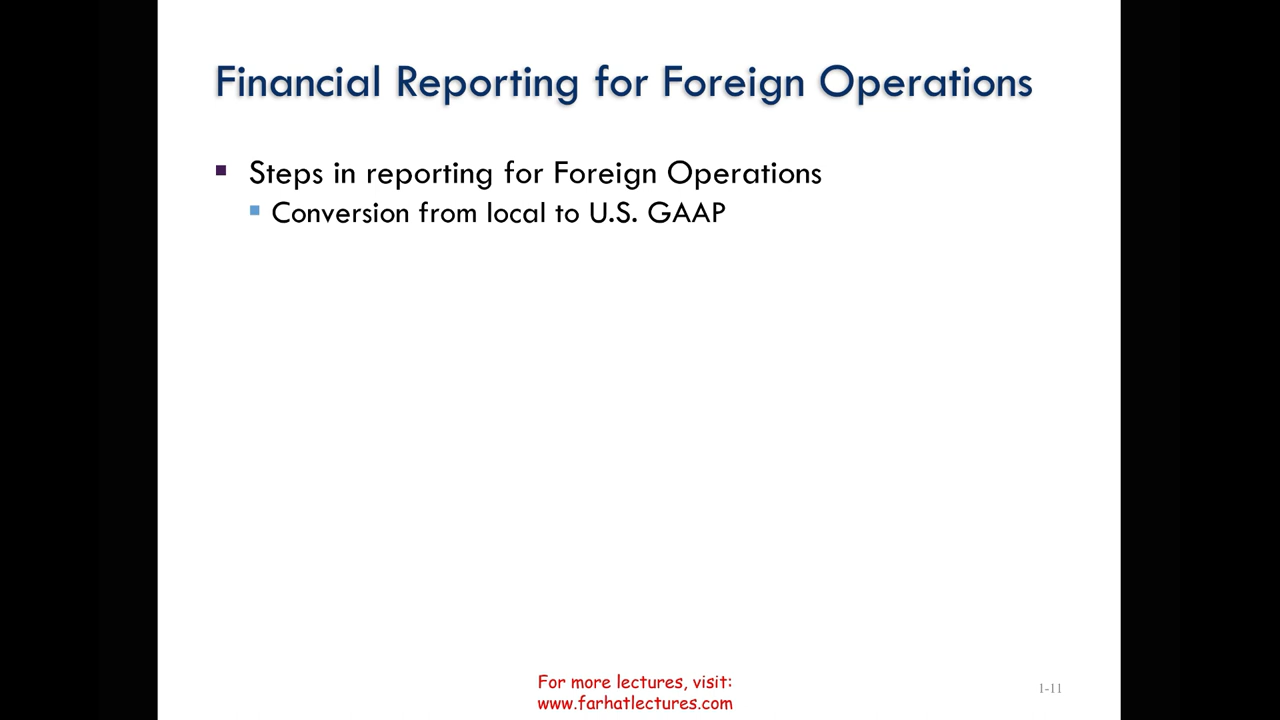 Financial Reporting for Foreign Operations
Steps in reporting for Foreign Operations
Conversion from local to U.S. GAAP
For more lectures, visit:
www.farhatlectures.com
1-11